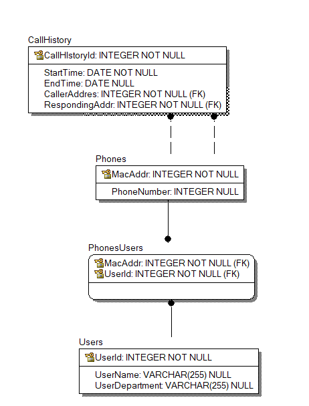 CallHistory
CallHIstoryId: INTEGER NOT NULL
StartTime: DATE NOT NULL
EndTime: DATE NOT NULL
CallerAddres: INTEGER NOT NULL (FK)
RespondingAddr: INTEGER NOT NULL (FK)
Phones
MacAddr: INTEGER NOT NULL
PhoneNumber: INTEGER NULL
PhonesUsers
MacAddr: INTEGER NOT NULL (FK)
UserId: INTEGER NOT NULL (FK)
Users
UserId: INTEGER NOT NULL
UserName: VARCHAR(255) NULL
UserDepartment: VARCHAR(255) NULL